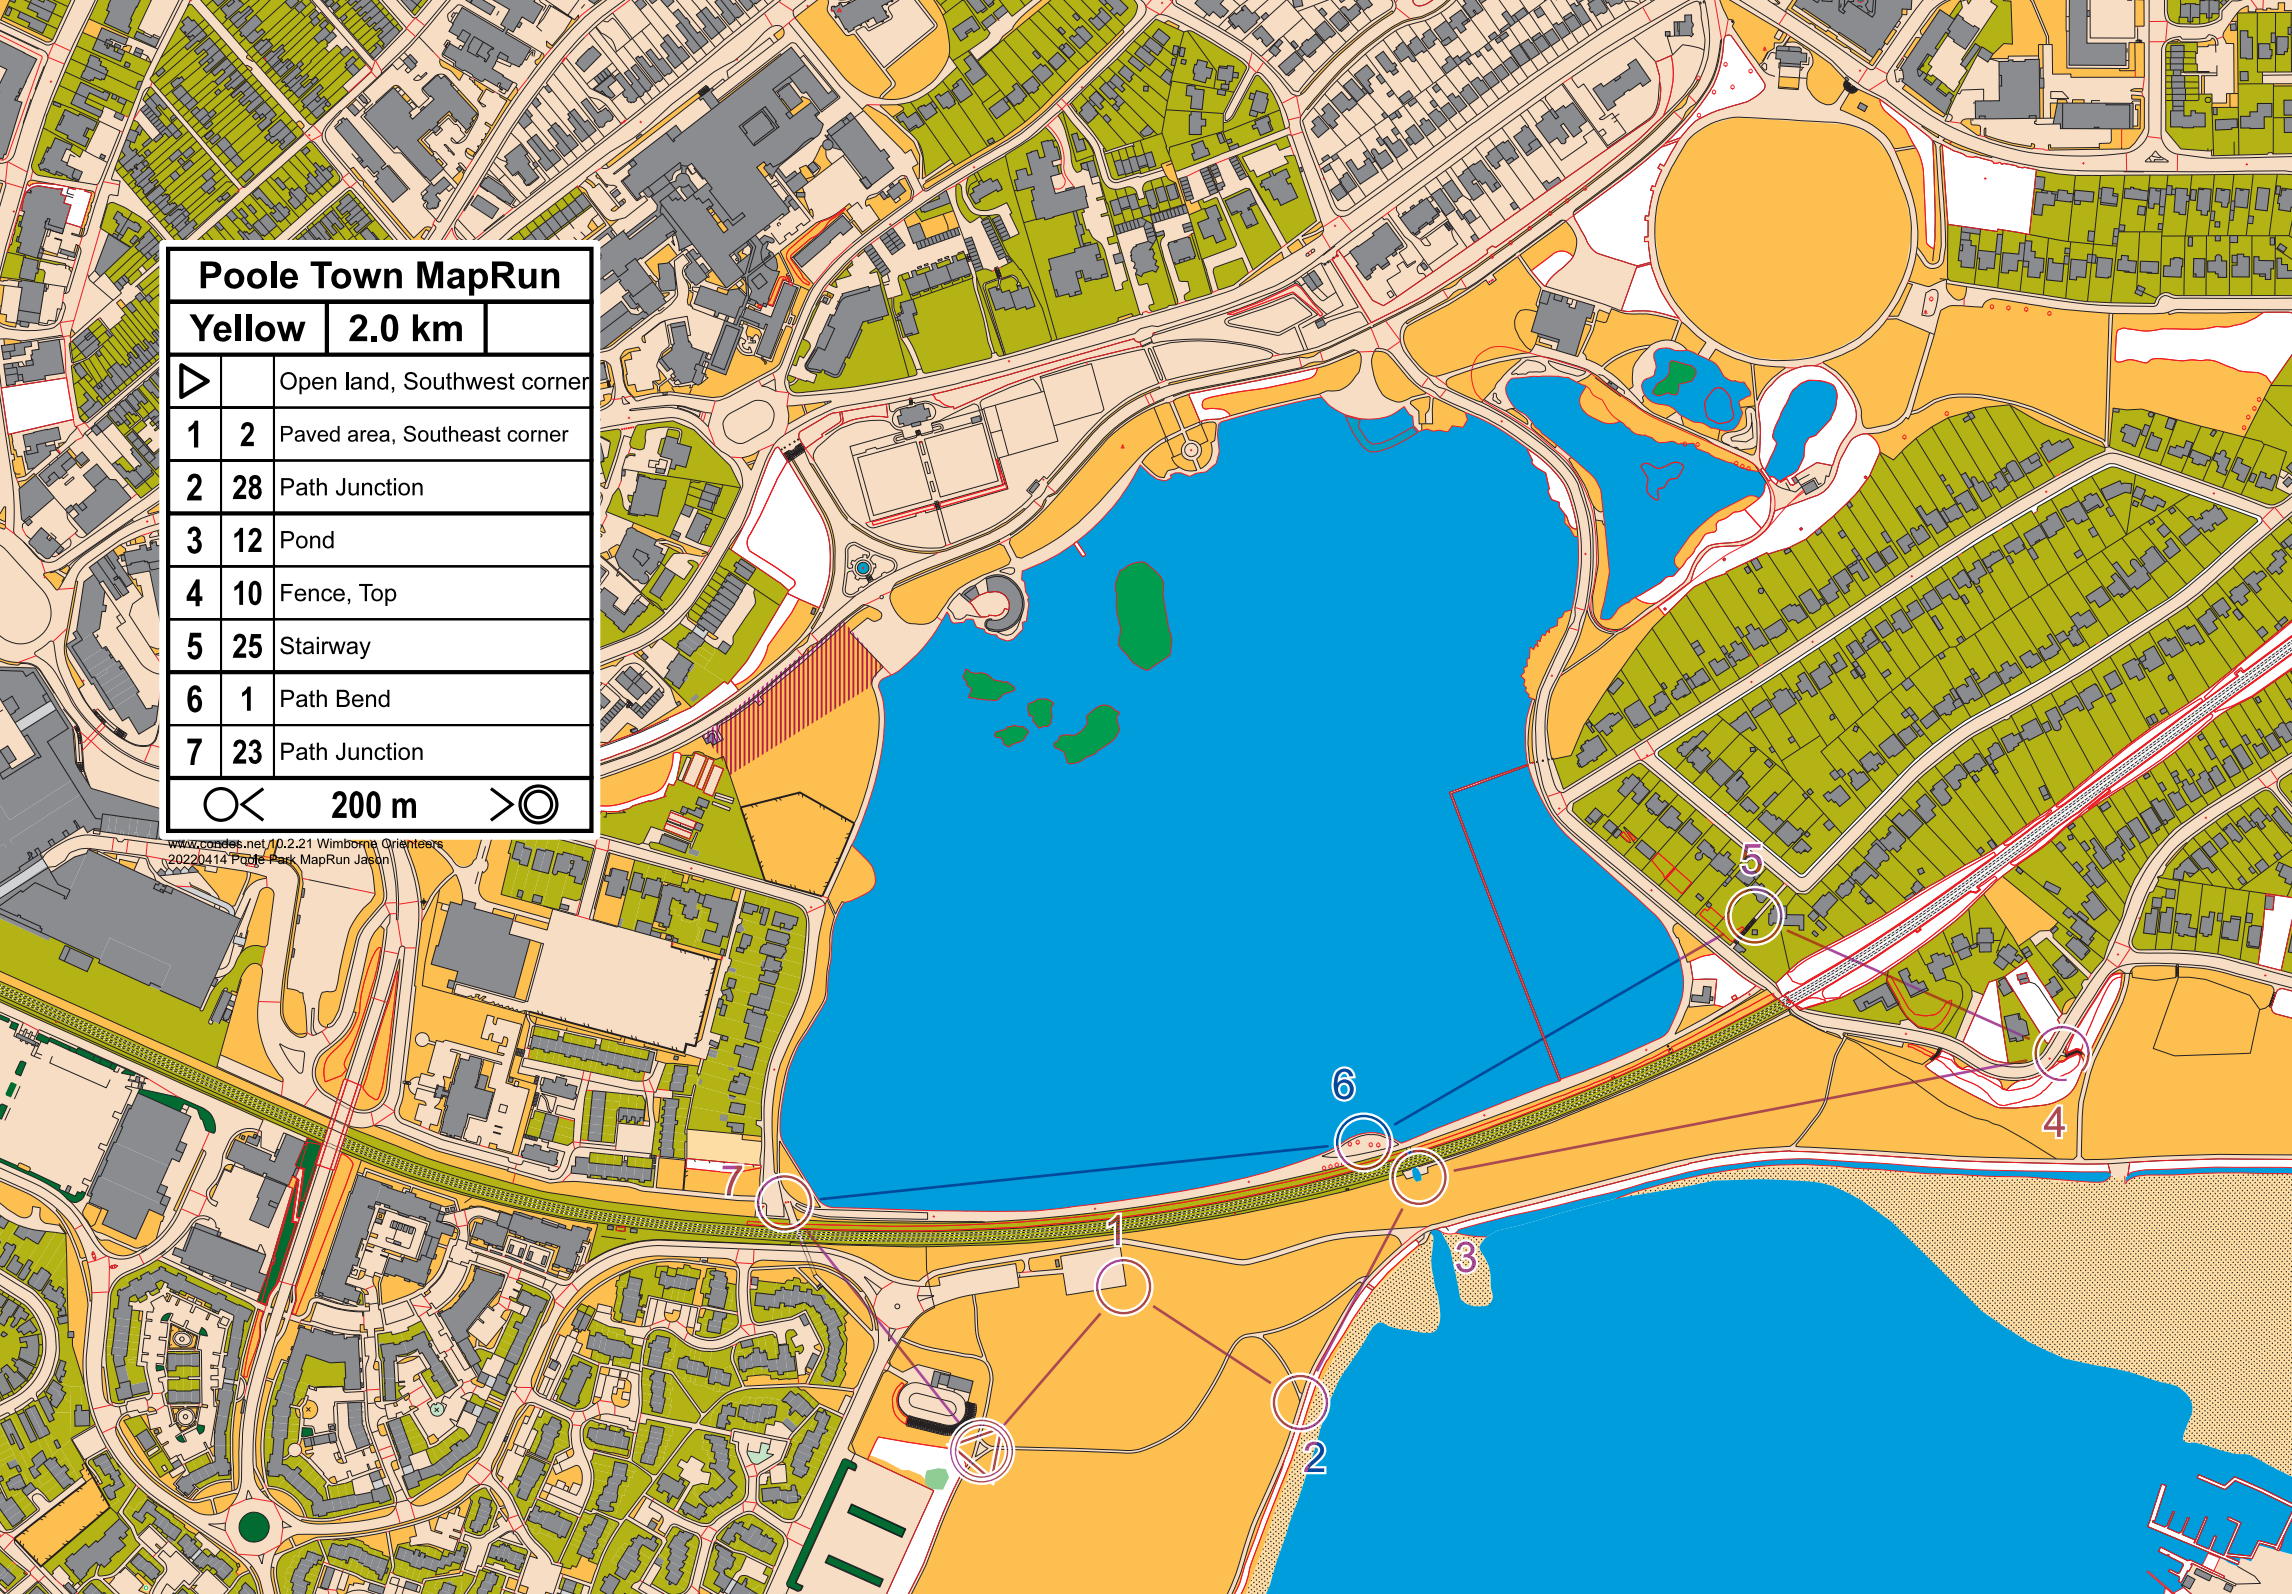 Poole Town MapRun
Yellow 2.0 km
Open land, Southwest corner
1 2 Paved area, Southeast corner
2 28 Path Junction
3 12 Pond
4 10 Fence, Top
5 25 Stairway
6 1 Path Bend
7 23 Path Junction
200 m
www.condes.net 10.2.21 Wimborne Orienteers
20220414 Poole Park MapRun Jason
5
6
4
7
1
3
2